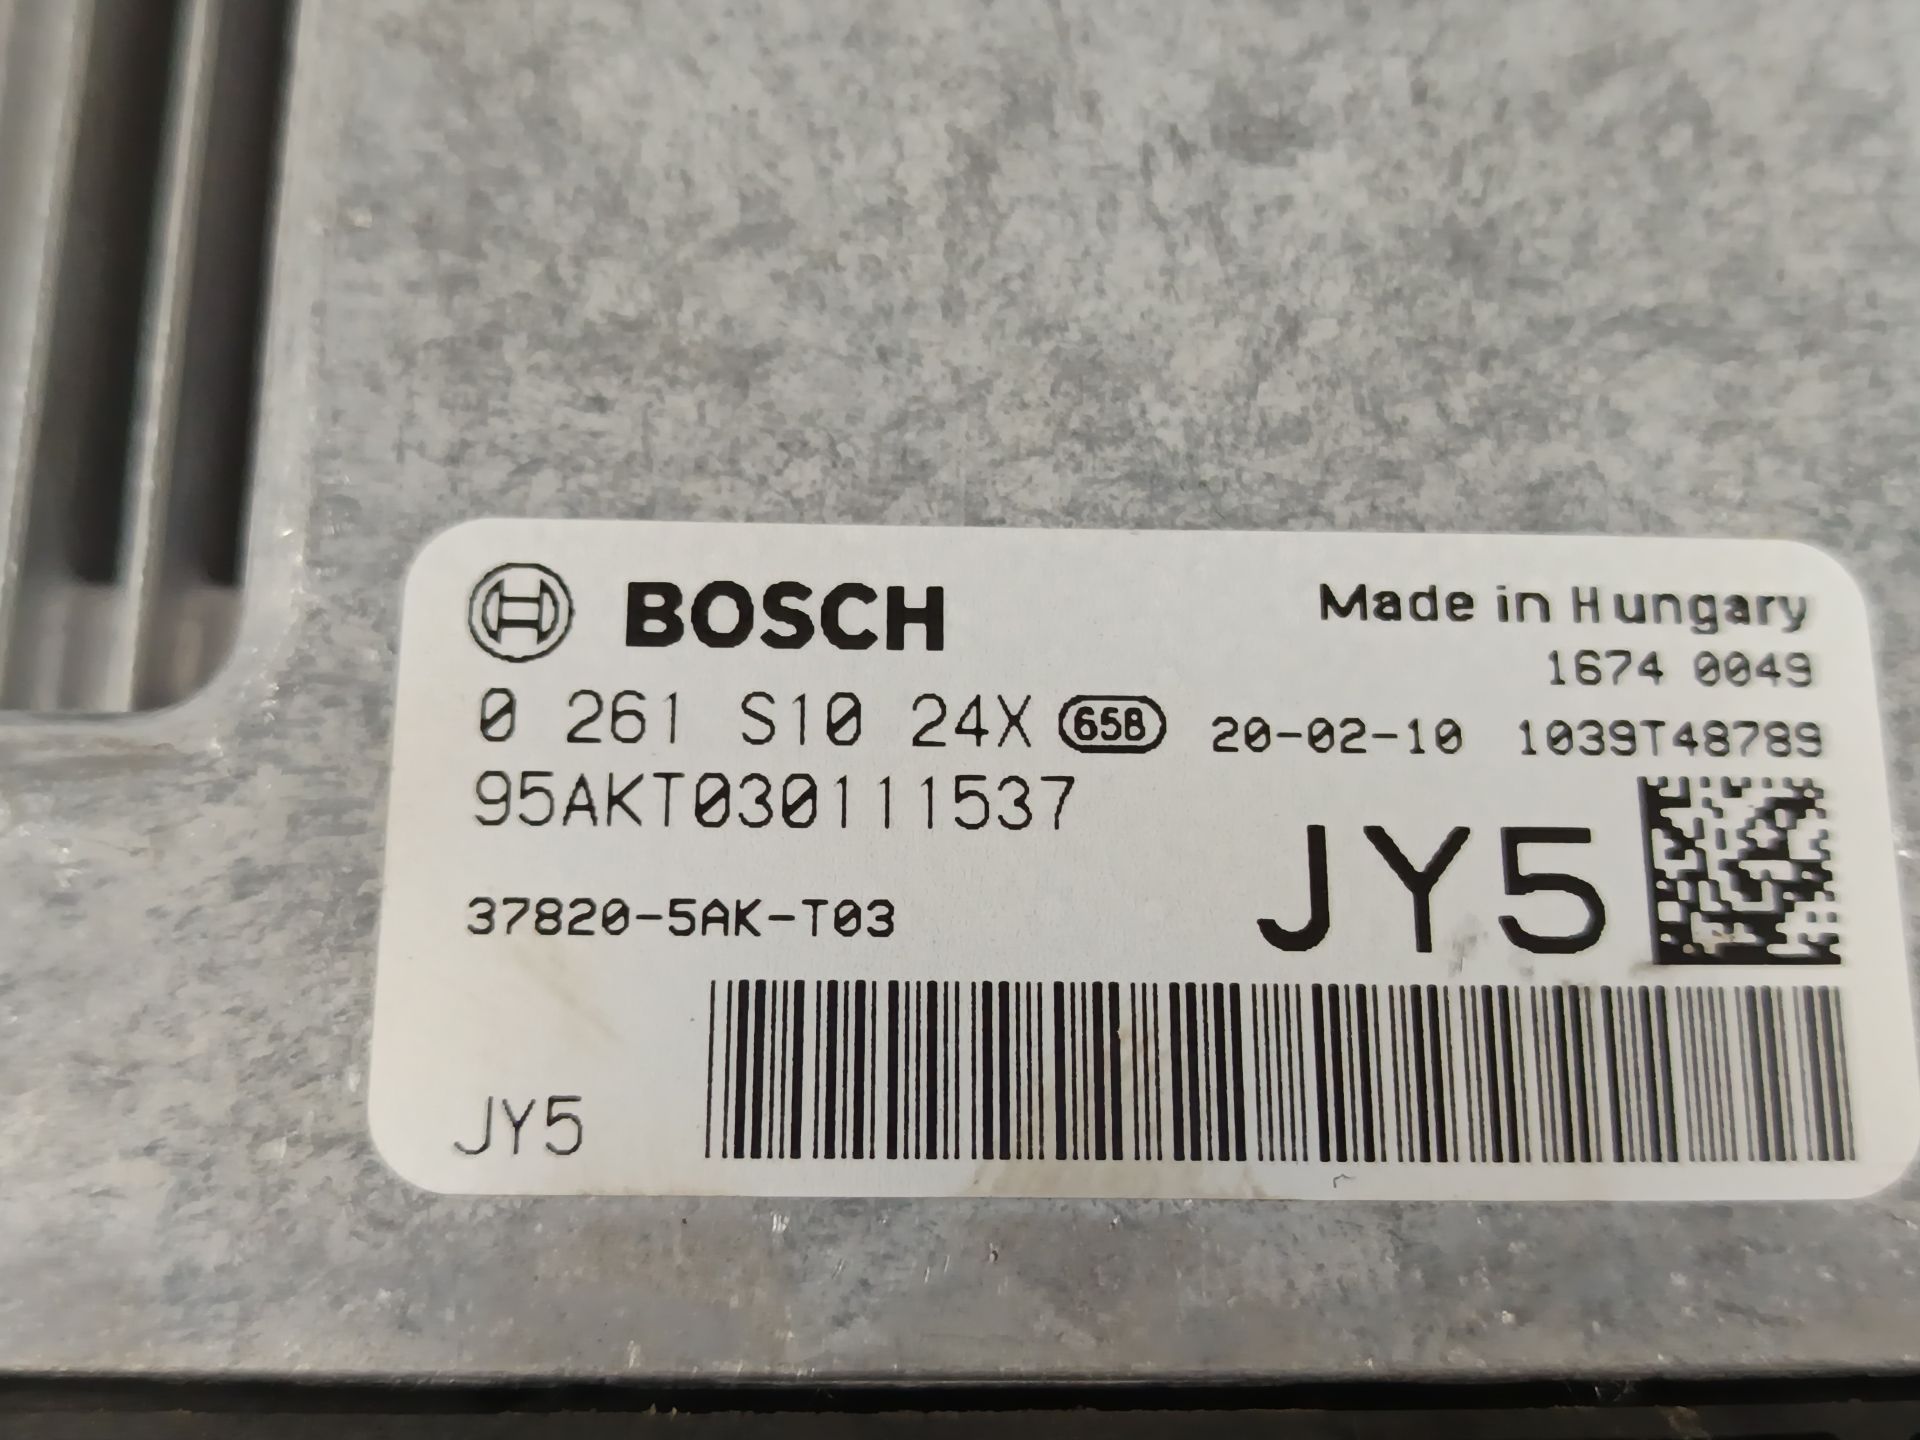 BOSCH
Made in Hungary
1674 0049
0 261 S10 24X 65B 20-02-10 1039T48789
95AKT030111537
JY5
37820-5AK-T03
JY5